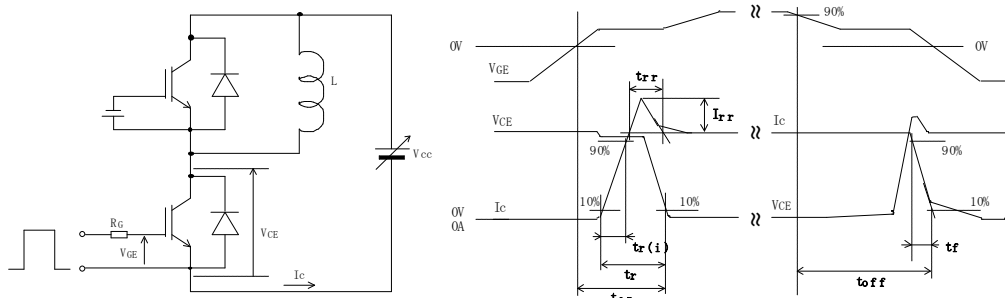 L
Vcc
RG
VGE
VCE
Ic
0V
VGE
trr
Irr
VCE
90%
10%
10%
0V
0A
Ic
tr(i)
tr
90%
0V
Ic
90%
VCE
10%
tf
toff